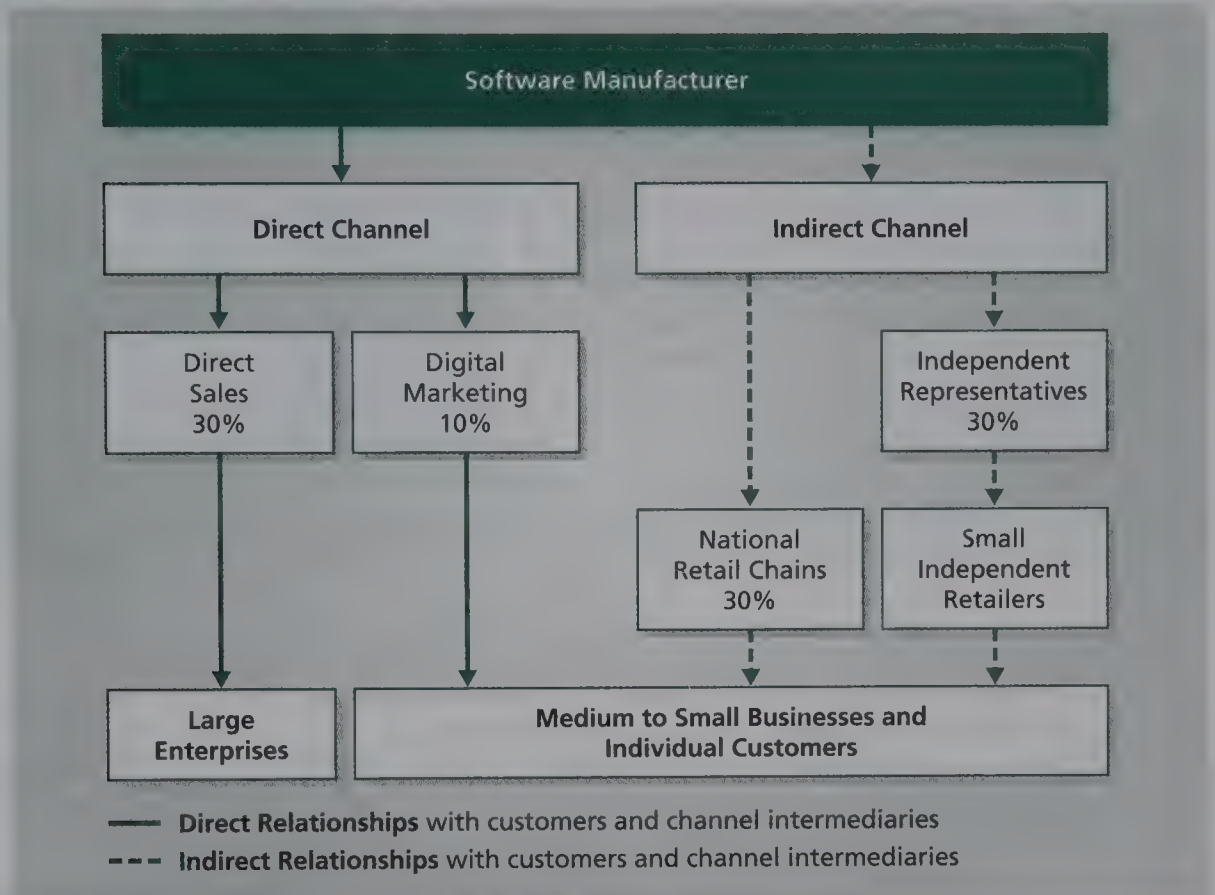 Software Manufacturer
Direct Channel
Indirect Channel
Direct
Sales
30%
Digital
Marketing
10%
Independent
Representatives
30%
National
Retail Chains
30%
Small
Independent
Retailers
Large
Enterprises
Medium to Small Businesses and
Individual Customers
Direct Relationships with customers and channel intermediaries
Indirect Relationships with customers and channel intermediaries